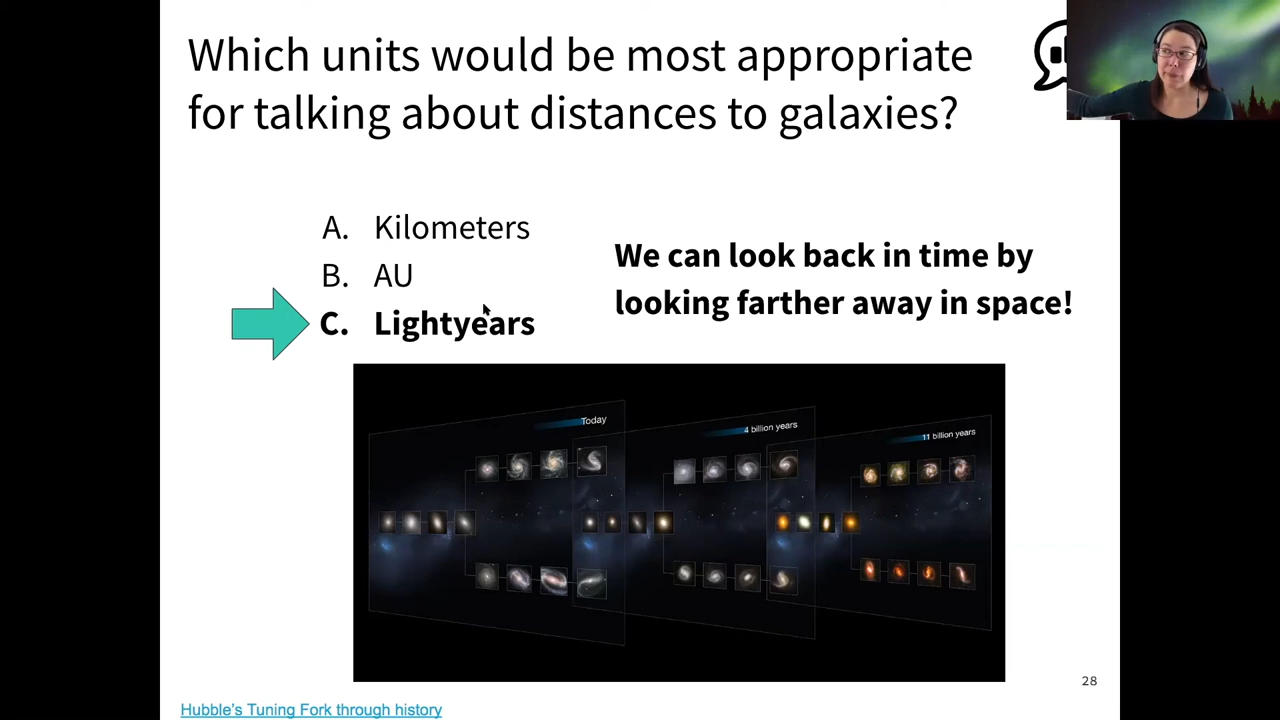 Which units would be most appropriate
for talking about distances to galaxies?
A. Kilometers
B. AU
C. Lightyears
We can look back in time by
looking farther away in space!
Today
4 billion years
11 billion years
28
Hubble's Tuning Fork through history